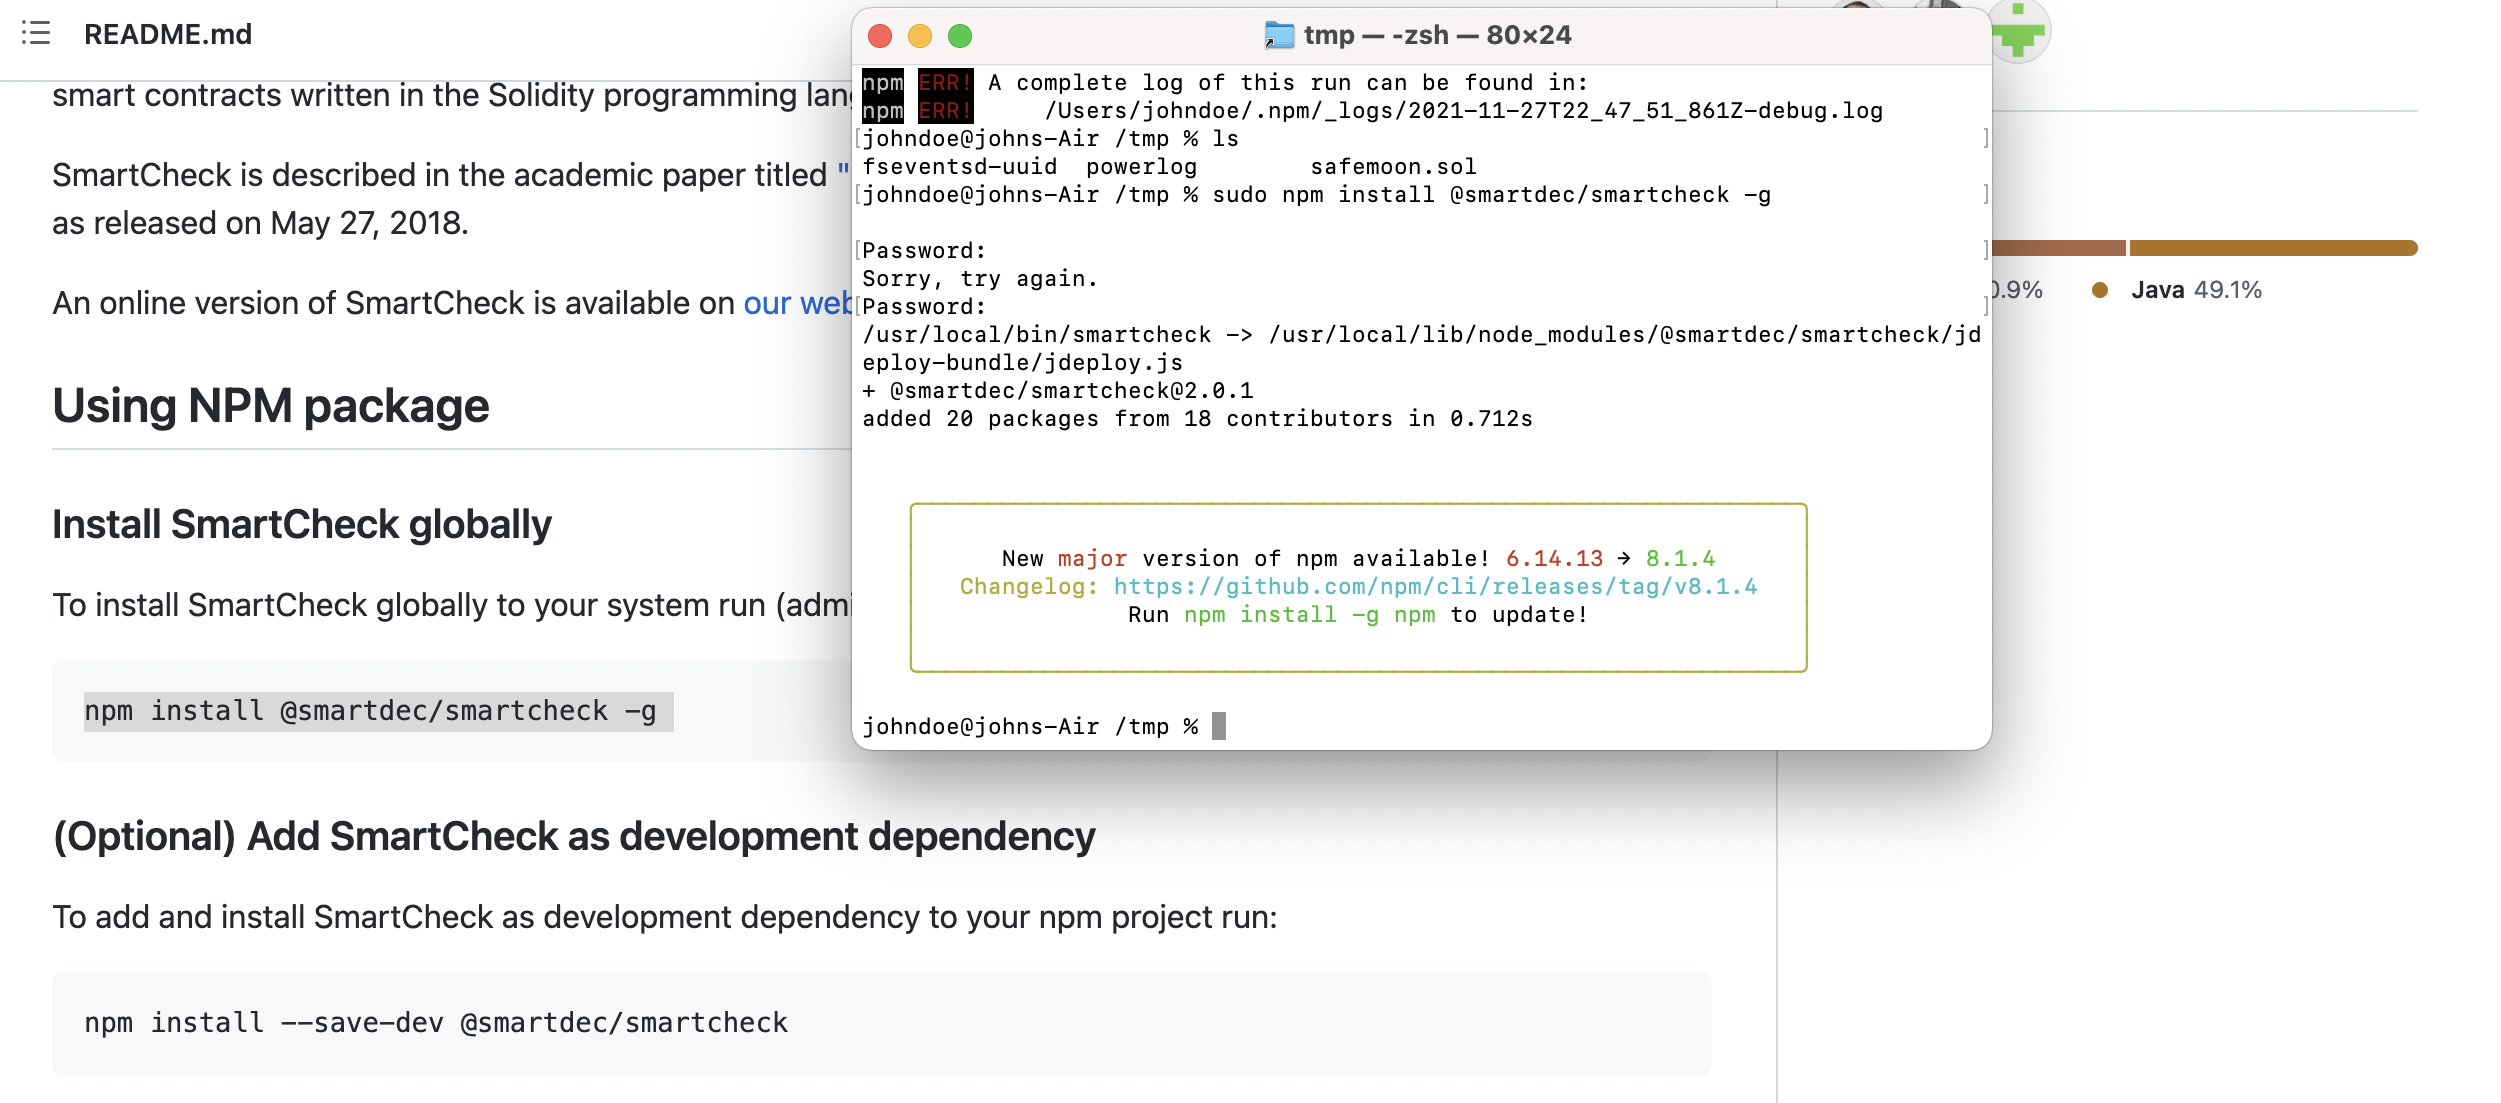 README.md
smart contracts written in the Solidity programming lan
SmartCheck is described in the academic paper titled "
as released on May 27, 2018.
An online version of SmartCheck is available on our web
Using NPM package
Install SmartCheck globally
To install SmartCheck globally to your system run (admi
npm install @smartdec/smartcheck -g
(Optional) Add SmartCheck as development dependency
To add and install SmartCheck as development dependency to your npm project run:
npm install --save-dev @smartdec/smartcheck
tmp — -zsh — 80×24
npm ERR! A complete log of this run can be found in:
npm ERR!     /Users/johndoe/.npm/_logs/2021-11-27T22_47_51_861Z-debug.log
[johndoe@johns-Air /tmp % ls ]
fseventsd-uuid  powerlog        safemoon.sol
[johndoe@johns-Air /tmp % sudo npm install @smartdec/smartcheck -g ]
[Password: ]
Sorry, try again.
[Password: ]
/usr/local/bin/smartcheck -> /usr/local/lib/node_modules/@smartdec/smartcheck/jd
eploy-bundle/jdeploy.js
+ @smartdec/smartcheck@2.0.1
added 20 packages from 18 contributors in 0.712s
New major version of npm available! 6.14.13 → 8.1.4
Changelog: https://github.com/npm/cli/releases/tag/v8.1.4
Run npm install -g npm to update!
johndoe@johns-Air /tmp %
.9% Java 49.1%